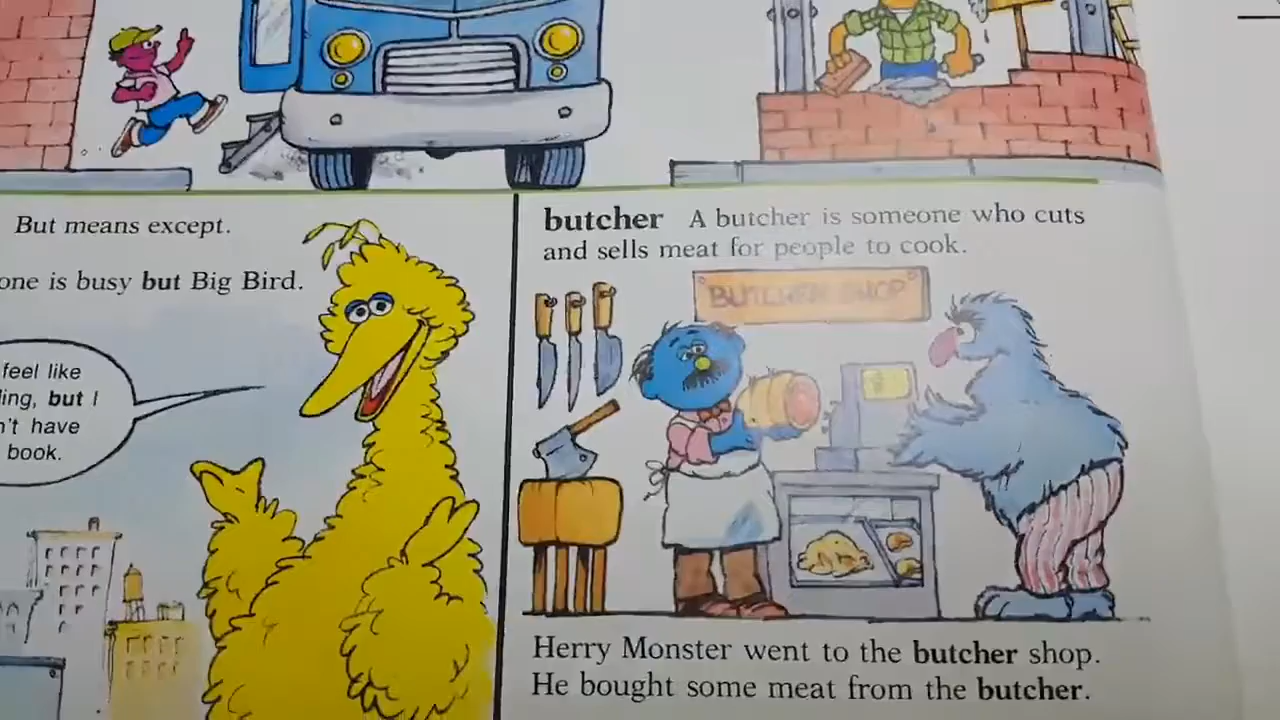 But means except.
one is busy but Big Bird.
feel like
ling, but I
n't have
book.
butcher A butcher is someone who cuts
and sells meat for people to cook.
BUTCHER SHOP
Herry Monster went to the butcher shop.
He bought some meat from the butcher.